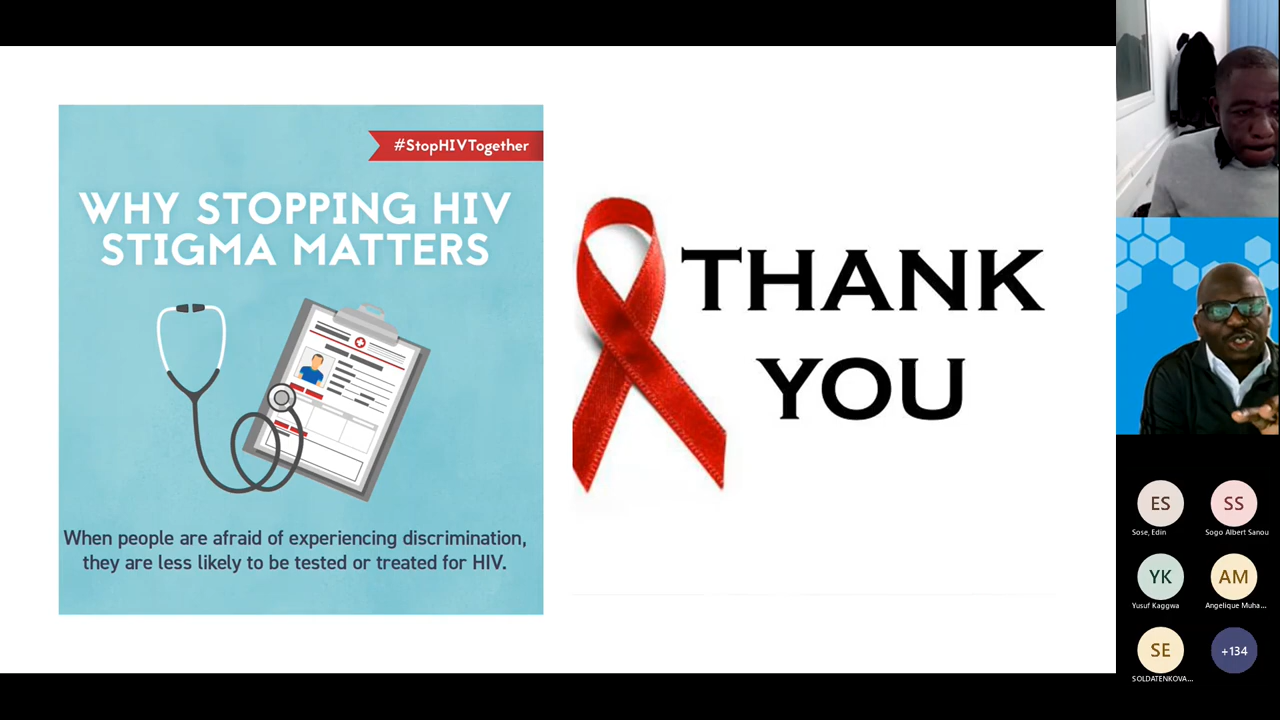 #StopHIVTogether
WHY STOPPING HIV
STIGMA MATTERS
When people are afraid of experiencing discrimination,
they are less likely to be tested or treated for HIV.
THANK
YOU
ES
Sose, Edin
SS
Sogo Albert Sanou
YK
Yusuf Kaggwa
AM
Angelique Muha...
SE
SOLDATENKOVA...
+134